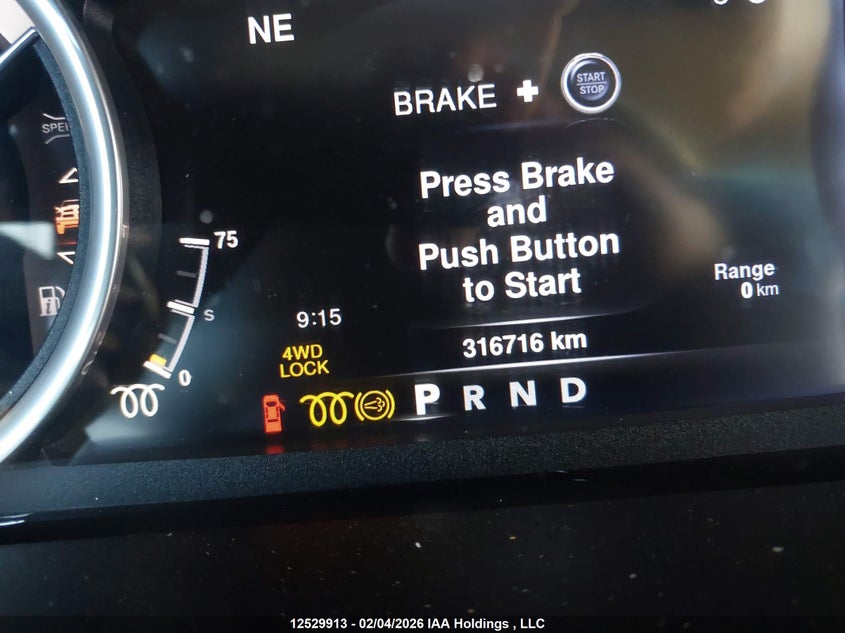 NE
BRAKE + START
STOP
Press Brake
and
Push Button
to Start
75
S
0
9:15
4WD
LOCK
Range
0 km
316716 km
P R N D
12529913 - 02/04/2026 IAA Holdings , LLC